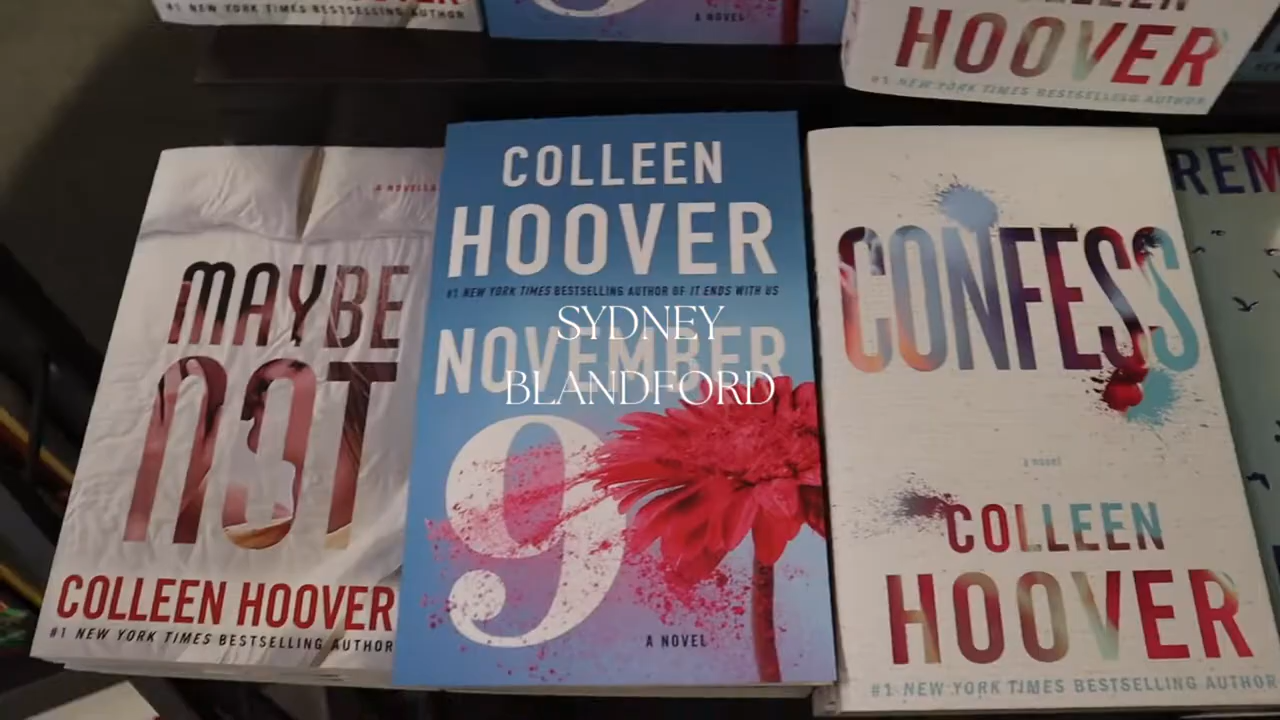 #1 NEW YORK TIMES BESTSELLING AUTHOR
A NOVEL
HOOVER
#1 NEW YORK TIMES BESTSELLING AUTHOR
A NOVELLA
MAYBE
NOT
COLLEEN HOOVER
#1 NEW YORK TIMES BESTSELLING AUTHOR
COLLEEN
HOOVER
#1 NEW YORK TIMES BESTSELLING AUTHOR OF IT ENDS WITH US
NOVEMBER
9
A NOVEL
SYDNEY
BLANDFORD
CONFESS
a novel
COLLEEN
HOOVER
#1 NEW YORK TIMES BESTSELLING AUTHOR
REM